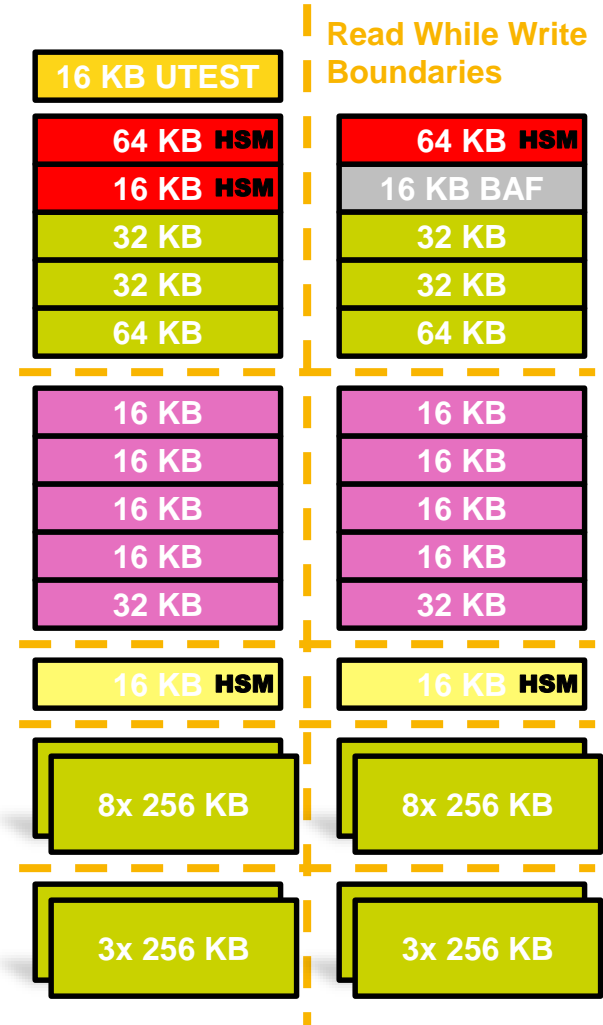 Read While Write
Boundaries
16 KB UTEST
64 KB HSM
64 KB HSM
16 KB HSM
16 KB BAF
32 KB
32 KB
32 KB
32 KB
64 KB
64 KB
16 KB
16 KB
16 KB
16 KB
16 KB
16 KB
16 KB
16 KB
32 KB
32 KB
16 KB HSM
16 KB HSM
8x 256 KB
8x 256 KB
3x 256 KB
3x 256 KB